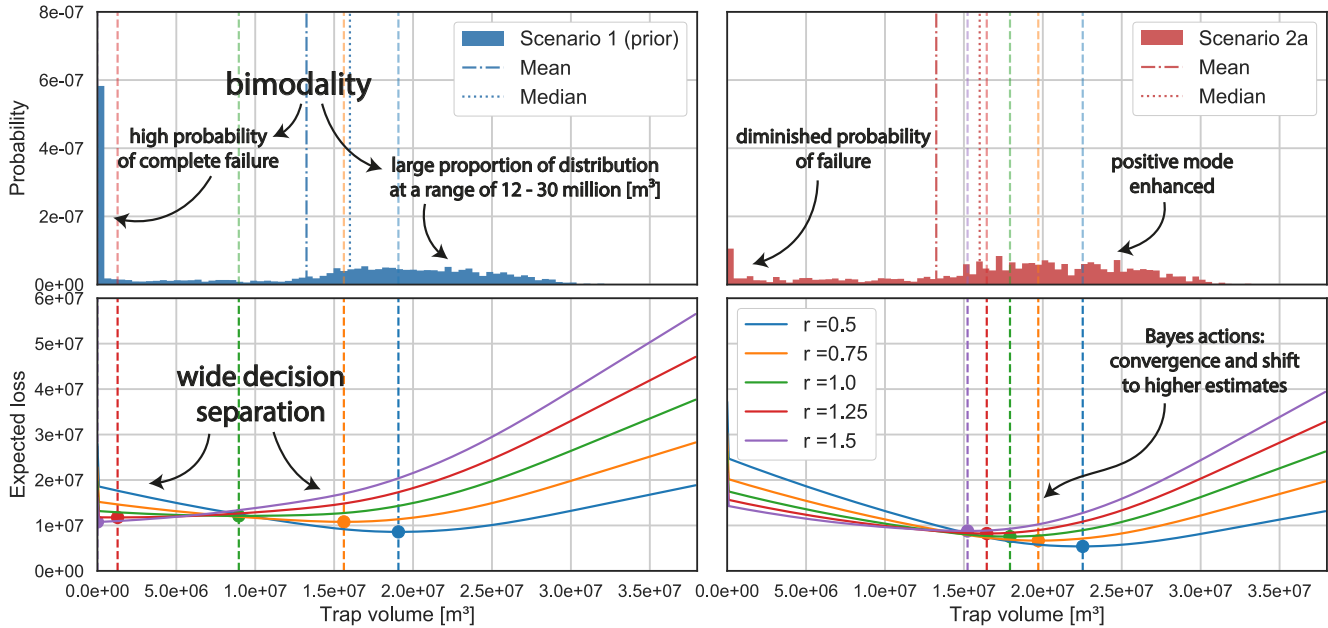 8e-07
6e-07
4e-07
2e-07
0e+00
Probability
Scenario 1 (prior)
Mean
Median
bimodality
high probability
of complete failure
large proportion of distribution
at a range of 12 - 30 million [m³]
Scenario 2a
Mean
Median
diminished probability
of failure
positive mode
enhanced
6e+07
5e+07
4e+07
3e+07
2e+07
1e+07
0e+00
Expected loss
wide decision
separation
0.0e+00 5.0e+06 1.0e+07 1.5e+07 2.0e+07 2.5e+07 3.0e+07 3.5e+07
Trap volume [m³]
r =0.5
r =0.75
r =1.0
r =1.25
r =1.5
Bayes actions:
convergence and shift
to higher estimates
0.0e+00 5.0e+06 1.0e+07 1.5e+07 2.0e+07 2.5e+07 3.0e+07 3.5e+07
Trap volume [m³]